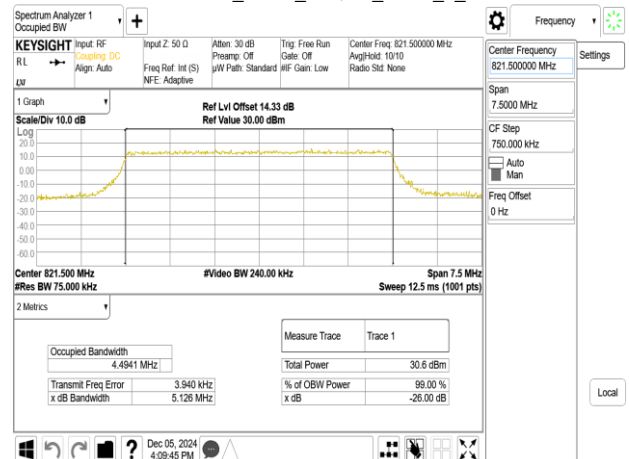 Spectrum Analyzer 1
Occupied BW
Frequency
KEYSIGHT
RL
LXI
Input: RF
Coupling: DC
Align: Auto
Input Z: 50 Ω
Freq Ref: Int (S)
NFE: Adaptive
Atten: 30 dB
Preamp: Off
µW Path: Standard
Trig: Free Run
Gate: Off
#IF Gain: Low
Center Freq: 821.500000 MHz
Avg|Hold: 10/10
Radio Std: None
Center Frequency
821.500000 MHz
Settings
Span
7.5000 MHz
CF Step
750.000 kHz
Auto
Man
Freq Offset
0 Hz
1 Graph
Scale/Div 10.0 dB
Ref Lvl Offset 14.33 dB
Ref Value 30.00 dBm
Log
20.0
10.0
0.00
-10.0
-20.0
-30.0
-40.0
-50.0
-60.0
Center 821.500 MHz
#Video BW 240.00 kHz
Span 7.5 MHz
#Res BW 75.000 kHz
Sweep 12.5 ms (1001 pts)
2 Metrics
Measure Trace Trace 1
Occupied Bandwidth
4.4941 MHz
Total Power 30.6 dBm
Transmit Freq Error 3.940 kHz
% of OBW Power 99.00 %
x dB Bandwidth 5.126 MHz
x dB -26.00 dB
Local
?
Dec 05, 2024
4:09:45 PM